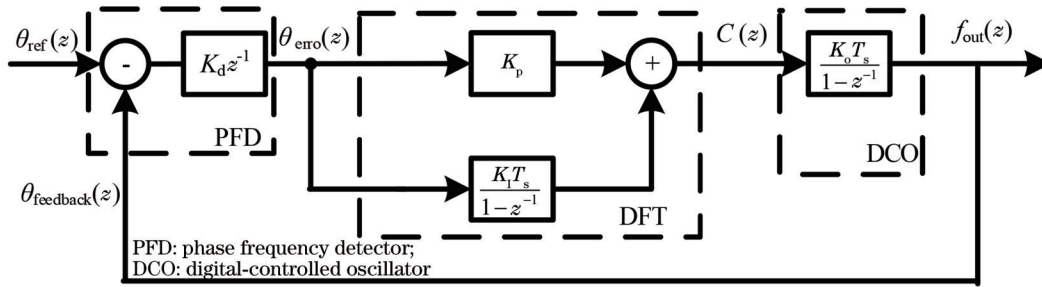 θref(z)
-
Kd z⁻¹
PFD
θerro(z)
Kp
+
KI Ts
1-z⁻¹
DFT
C(z)
Ko Ts
1-z⁻¹
DCO
fout(z)
θfeedback(z)
PFD: phase frequency detector;
DCO: digital-controlled oscillator